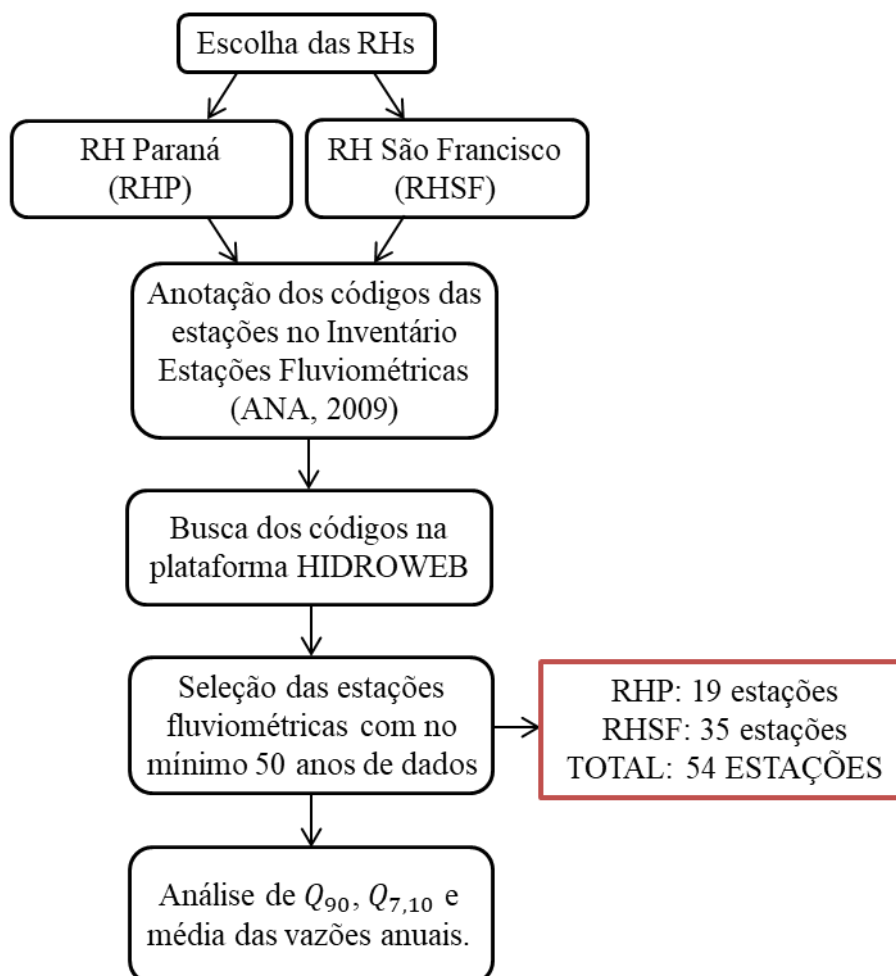 Escolha das RHs
RH Paraná
(RHP)
RH São Francisco
(RHSF)
Anotação dos códigos das
estações no Inventário
Estações Fluviométricas
(ANA, 2009)
Busca dos códigos na
plataforma HIDROWEB
Seleção das estações
fluviométricas com no
mínimo 50 anos de dados
RHP: 19 estações
RHSF: 35 estações
TOTAL: 54 ESTAÇÕES
Análise de Q₉₀, Q₇,₁₀ e
média das vazões anuais.